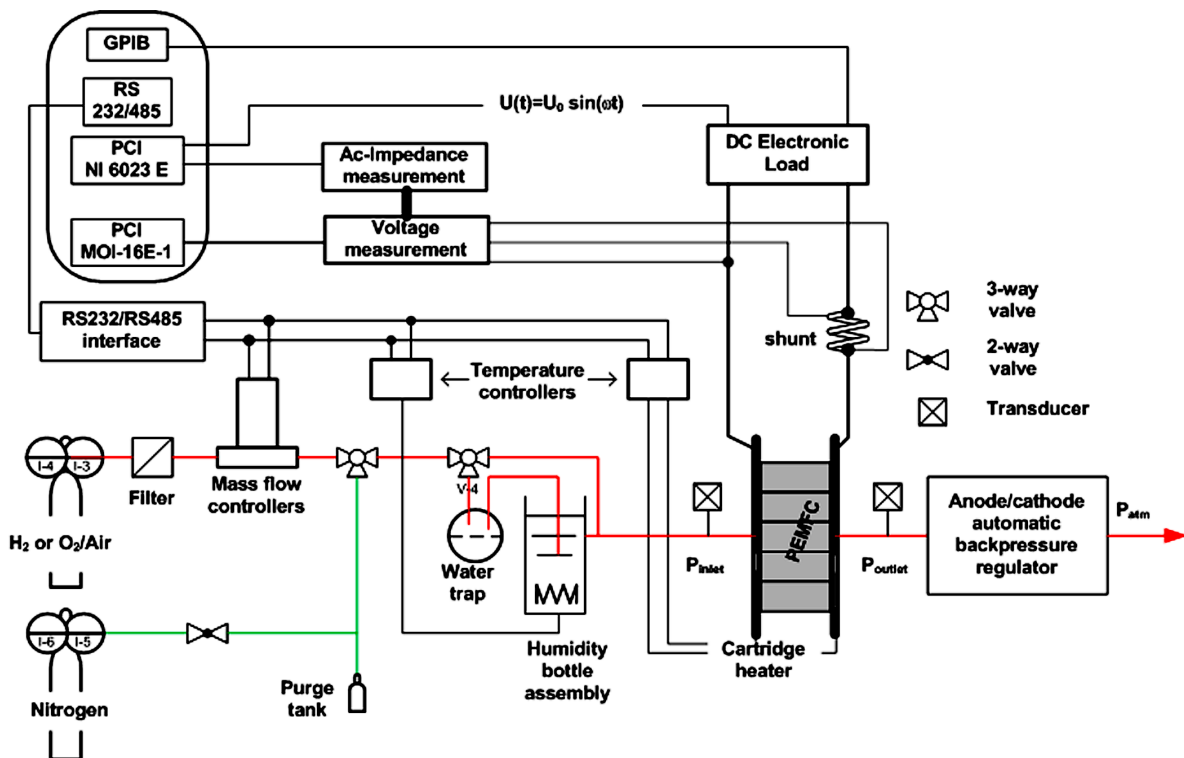 GPIB
RS
232/485
U(t)=U₀ sin(ωt)
PCI
NI 6023 E
Ac-Impedance
measurement
DC Electronic
Load
PCI
MOI-16E-1
Voltage
measurement
RS232/RS485
interface
3-way
valve
shunt
2-way
valve
Temperature
controllers
Transducer
I-4
I-3
Filter
Mass flow
controllers
V-4
H₂ or O₂/Air
Water
trap
PEMFC
Pinlet
Poutlet
Anode/cathode
automatic
backpressure
regulator
Patm
I-6
I-5
Nitrogen
Purge
tank
Humidity
bottle
assembly
Cartridge
heater